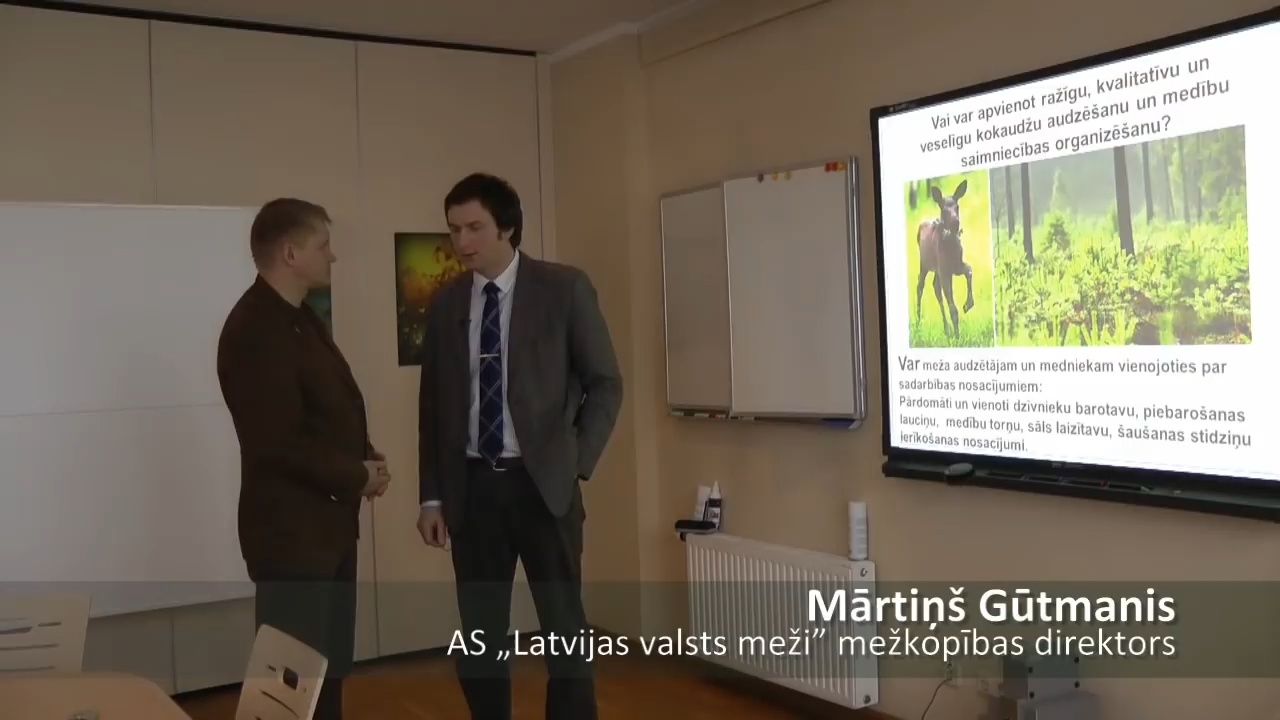 Vai var apvienot ražīgu, kvalitatīvu un
veselīgu kokaudžu audzēšanu un medību
saimniecības organizēšanu?
Var meža audzētājam un medniekam vienojoties par
sadarbības nosacījumiem:
Pārdomāti un vienoti dzīvnieku barotavu, piebarošanas
lauciņu, medību torņu, sāls laizītavu, šaušanas stidziņu
ierīkošanas nosacījumi.
Mārtiņš Gūtmanis
AS „Latvijas valsts meži” mežkopības direktors